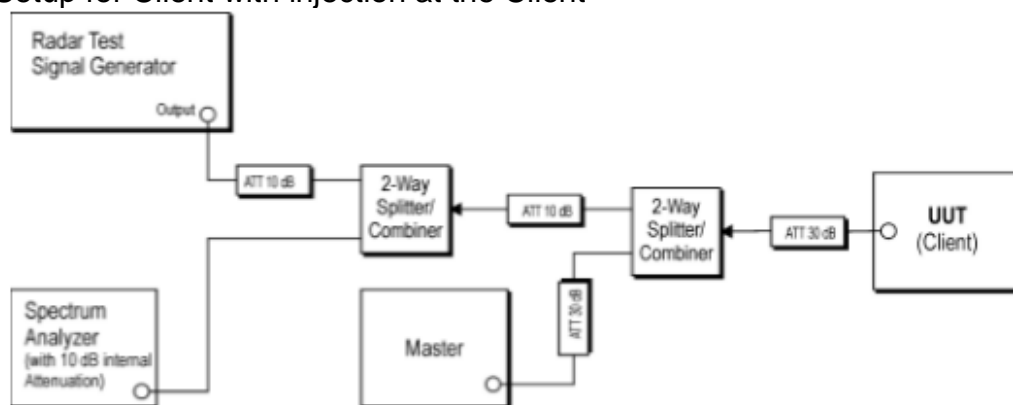 Setup for Client with injection at the Client
Radar Test
Signal Generator
Output
ATT 10 dB
2-Way
Splitter/
Combiner
ATT 10 dB
2-Way
Splitter/
Combiner
ATT 30 dB
UUT
(Client)
Spectrum
Analyzer
(with 10 dB internal
Attenuation)
Master
ATT 30 dB